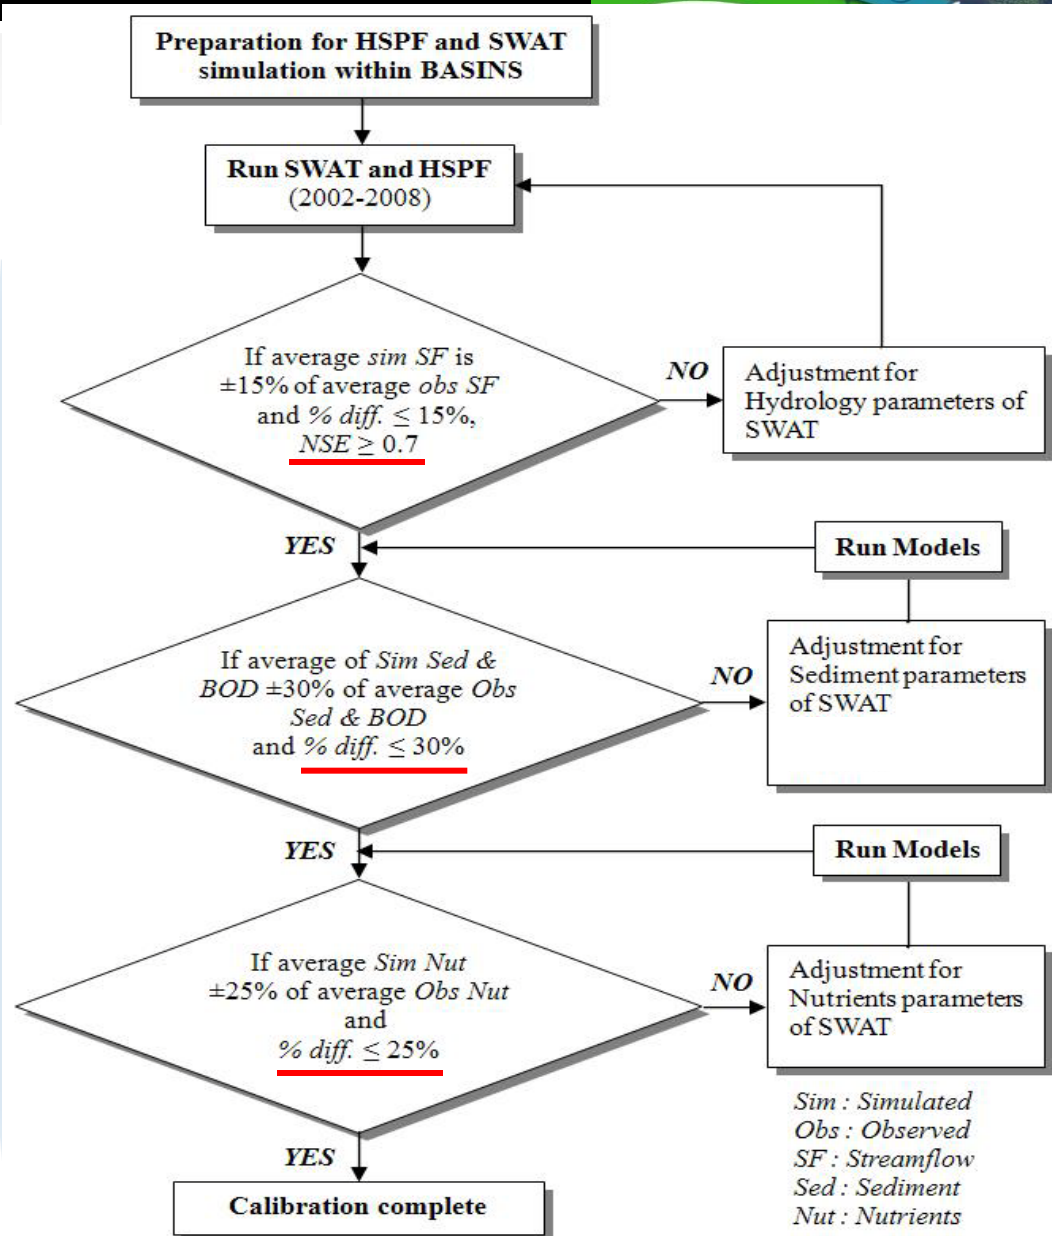 Preparation for HSPF and SWAT
simulation within BASINS
Run SWAT and HSPF
(2002-2008)
If average sim SF is
±15% of average obs SF
and % diff. ≤ 15%,
NSE ≥ 0.7
NO
Adjustment for
Hydrology parameters of
SWAT
YES
Run Models
If average of Sim Sed &
BOD ±30% of average Obs
Sed & BOD
and % diff. ≤ 30%
NO
Adjustment for
Sediment parameters
of SWAT
YES
Run Models
If average Sim Nut
±25% of average Obs Nut
and
% diff. ≤ 25%
NO
Adjustment for
Nutrients parameters
of SWAT
YES
Calibration complete
Sim : Simulated
Obs : Observed
SF : Streamflow
Sed : Sediment
Nut : Nutrients